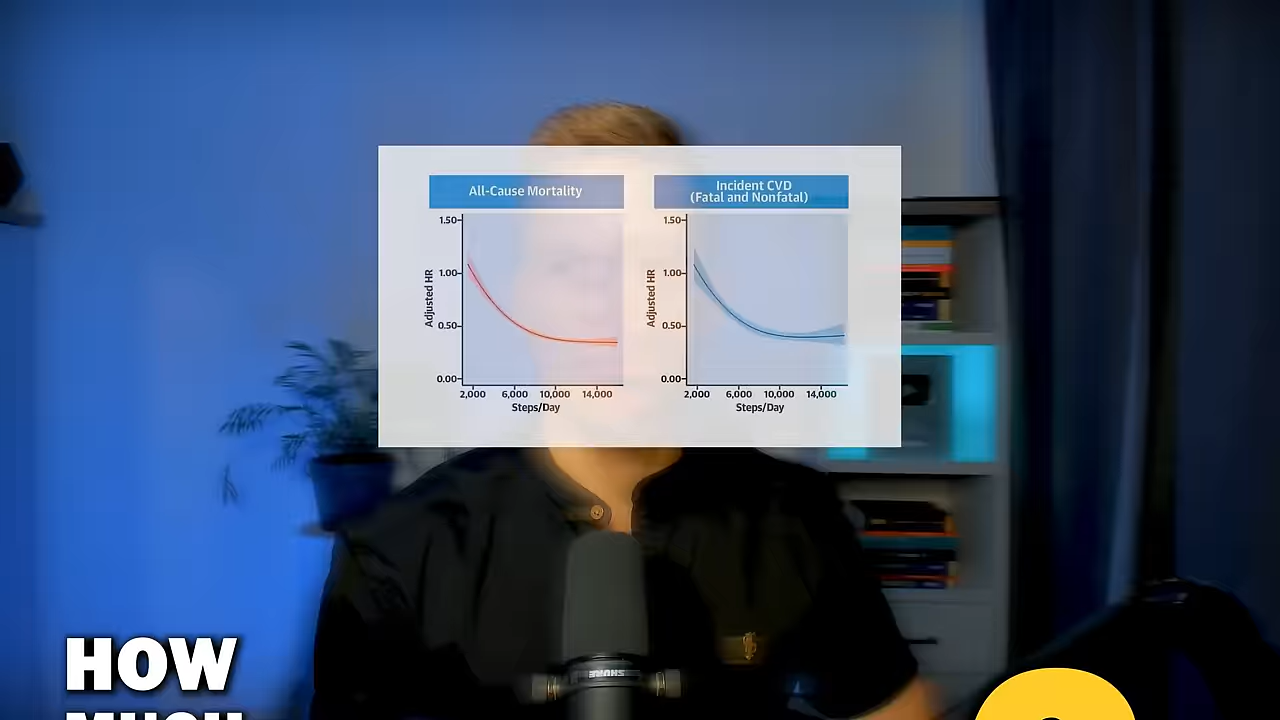 All-Cause Mortality
1.50
1.00
0.50
0.00
Adjusted HR
2,000 6,000 10,000 14,000
Steps/Day
Incident CVD
(Fatal and Nonfatal)
1.50
1.00
0.50
0.00
Adjusted HR
2,000 6,000 10,000 14,000
Steps/Day
SHURE
HOW
MUCH